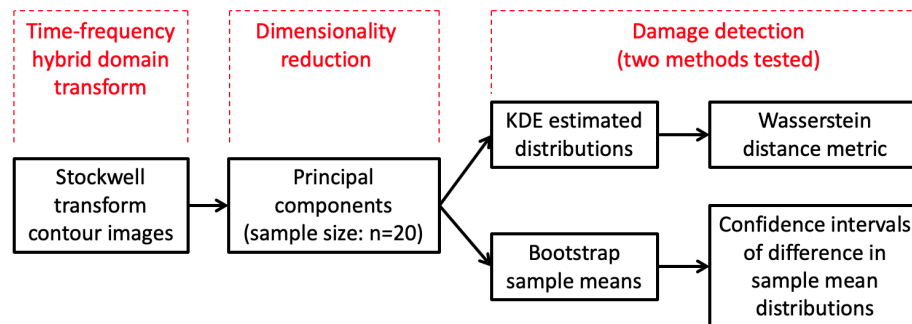 Time-frequency
hybrid domain
transform
Dimensionality
reduction
Damage detection
(two methods tested)
Stockwell
transform
contour images
Principal
components
(sample size: n=20)
KDE estimated
distributions
Wasserstein
distance metric
Bootstrap
sample means
Confidence intervals
of difference in
sample mean
distributions